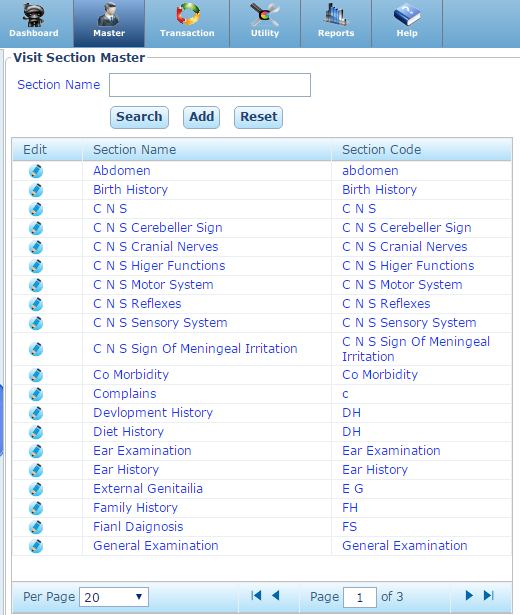 Dashboard Master Transaction Utility Reports Help
Visit Section Master
Section Name
Search Add Reset
Edit Section Name Section Code
Abdomen abdomen
Birth History Birth History
C N S C N S
C N S Cerebeller Sign C N S Cerebeller Sign
C N S Cranial Nerves C N S Cranial Nerves
C N S Higer Functions C N S Higer Functions
C N S Motor System C N S Motor System
C N S Reflexes C N S Reflexes
C N S Sensory System C N S Sensory System
C N S Sign Of Meningeal Irritation C N S Sign Of Meningeal
Irritation
Co Morbidity Co Morbidity
Complains c
Devlopment History DH
Diet History DH
Ear Examination Ear Examination
Ear History Ear History
External Genitailia E G
Family History FH
Fianl Daignosis FS
General Examination General Examination
Per Page 20 Page 1 of 3